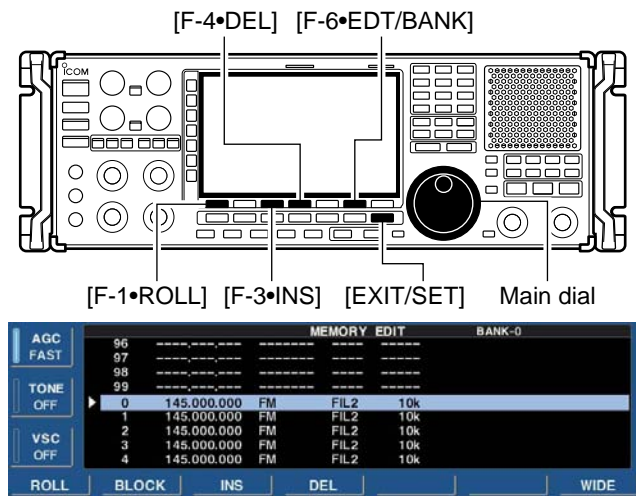 [F-4•DEL] [F-6•EDT/BANK]
ICOM
[F-1•ROLL] [F-3•INS] [EXIT/SET] Main dial
MEMORY EDIT BANK-0
AGC
FAST
96 ----,---,--- ------- ---- -----
97 ----,---,--- ------- ---- -----
98 ----,---,--- ------- ---- -----
TONE
OFF
99 ----,---,--- ------- ---- -----
0 145.000.000 FM FIL2 10k
1 145.000.000 FM FIL2 10k
2 145.000.000 FM FIL2 10k
VSC
OFF
3 145.000.000 FM FIL2 10k
4 145.000.000 FM FIL2 10k
ROLL BLOCK INS DEL WIDE